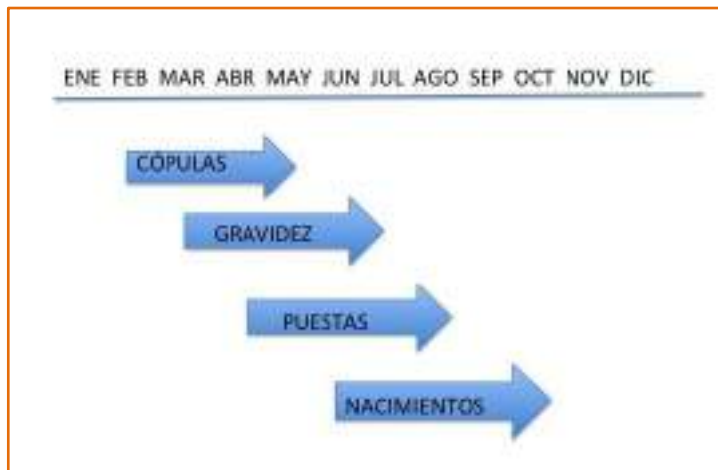 ENE FEB MAR ABR MAY JUN JUL AGO SEP OCT NOV DIC
CÓPULAS
GRAVIDEZ
PUESTAS
NACIMIENTOS